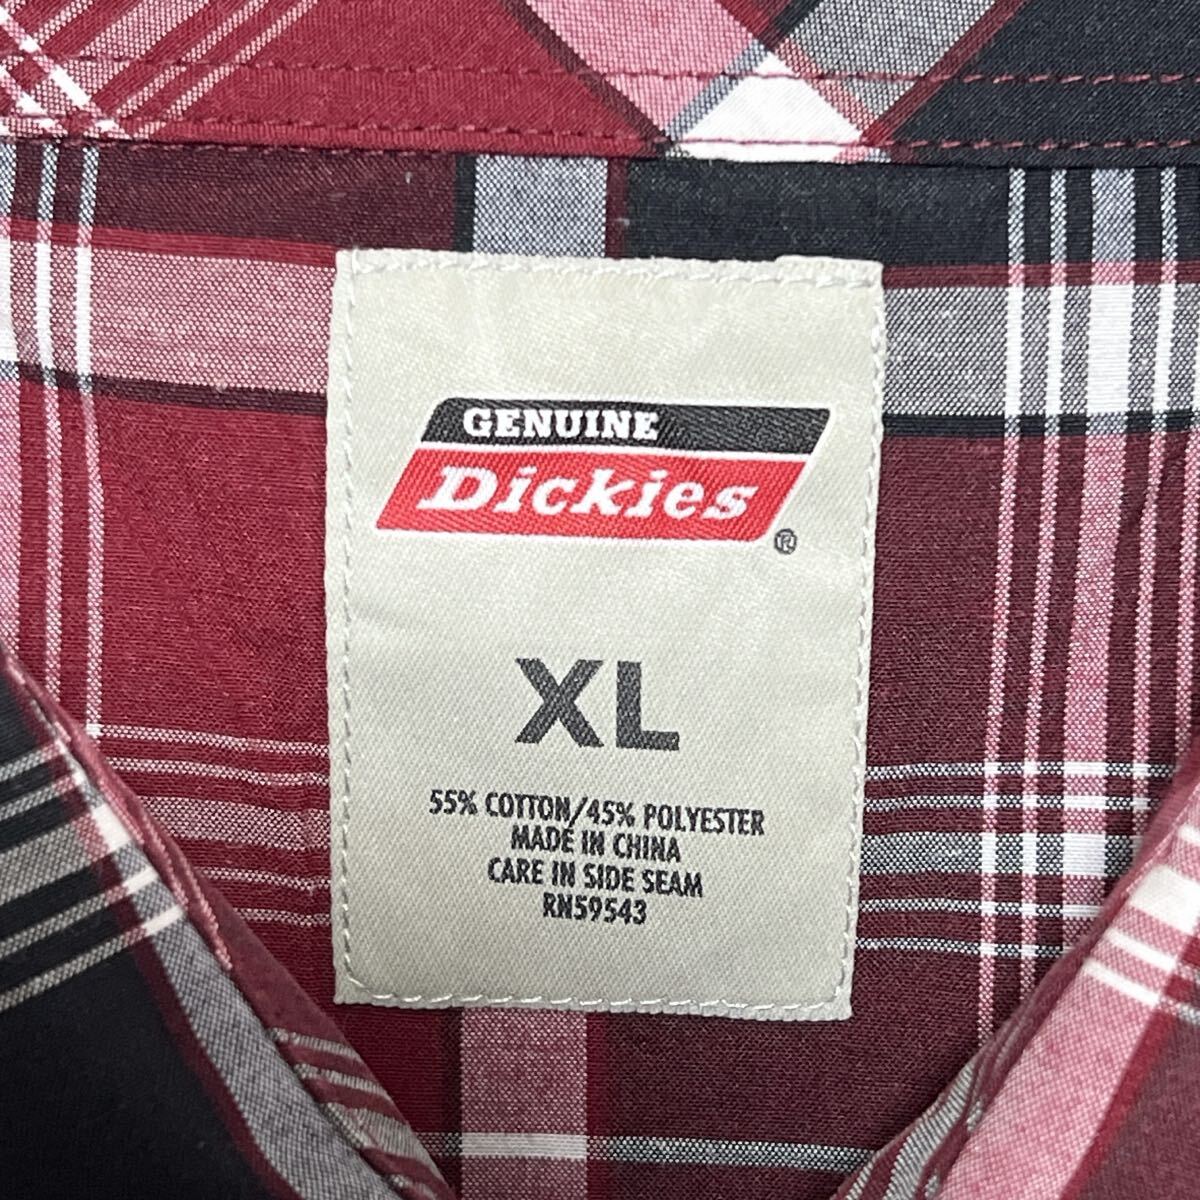 GENUINE
Dickies
®
XL
55% COTTON/45% POLYESTER
MADE IN CHINA
CARE IN SIDE SEAM
RN59543